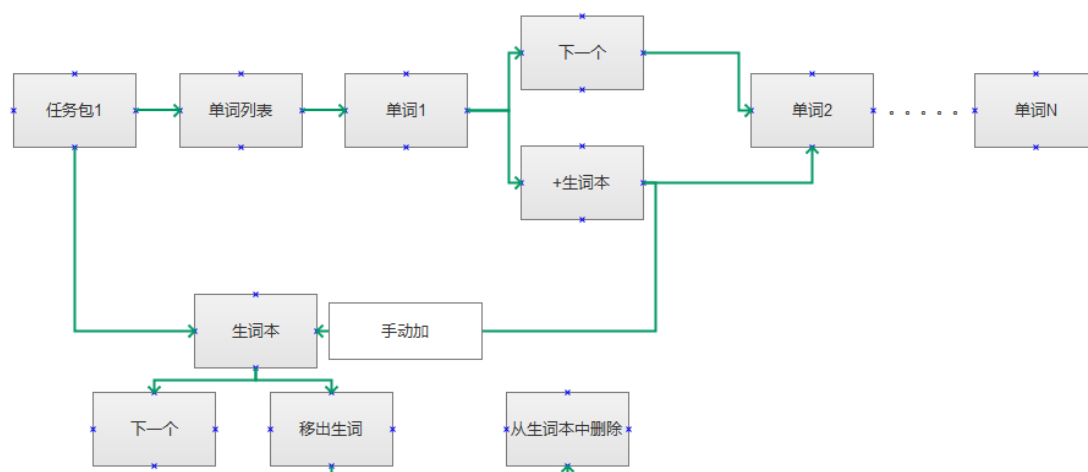 下一个
任务包1
单词列表
单词1
单词2
。。。。。
单词N
+生词本
生词本
手动加
下一个
移出生词
从生词本中删除